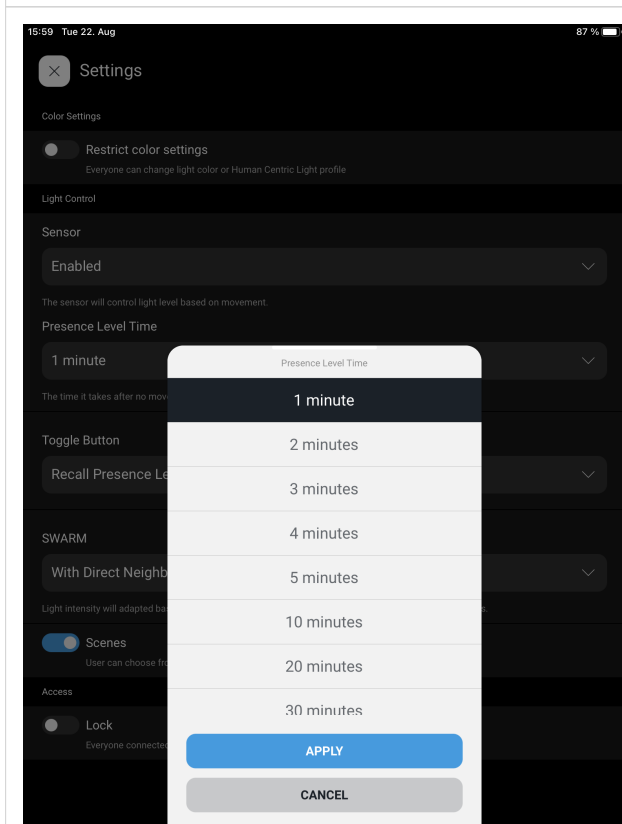 15:59 Tue 22. Aug
87 %
Settings
Color Settings
Restrict color settings
Everyone can change light color or Human Centric Light profile
Light Control
Sensor
Enabled
The sensor will control light level based on movement.
Presence Level Time
1 minute
The time it takes after no mov
Toggle Button
Recall Presence Le
SWARM
With Direct Neighb
Light intensity will adapted ba
s.
Scenes
User can choose fro
Access
Lock
Everyone connected
Presence Level Time
1 minute
2 minutes
3 minutes
4 minutes
5 minutes
10 minutes
20 minutes
30 minutes
APPLY
CANCEL